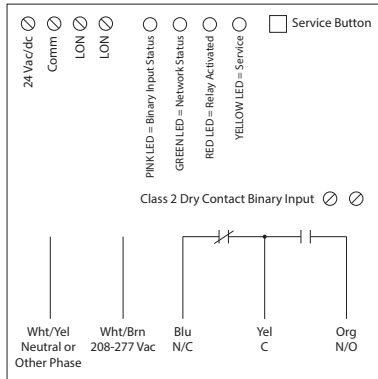 24 Vac/dc
Comm
LON
LON
PINK LED = Binary Input Status
GREEN LED = Network Status
RED LED = Relay Activated
YELLOW LED = Service
Service Button
Class 2 Dry Contact Binary Input
Wht/Yel
Neutral or
Other Phase
Wht/Brn
208-277 Vac
Blu
N/C
Yel
C
Org
N/O